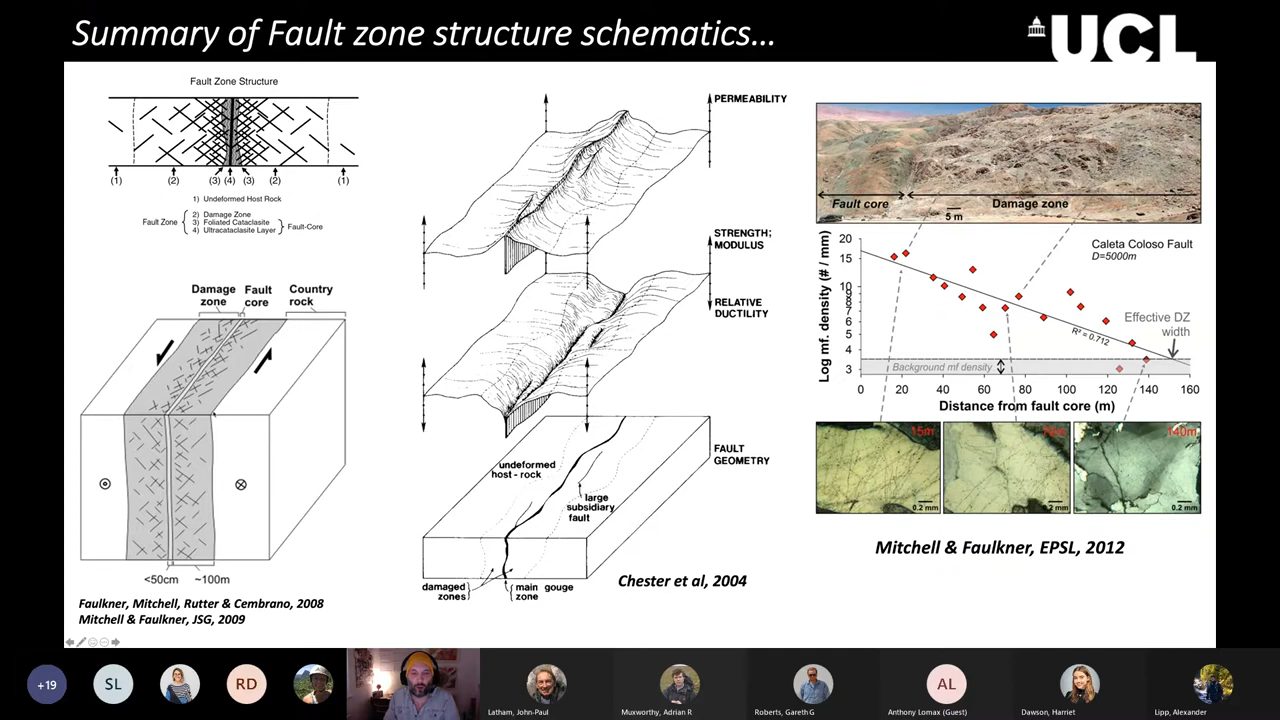 Summary of Fault zone structure schematics...
UCL
Fault Zone Structure
(1) (2) (3) (4) (3) (2) (1)
1) Undeformed Host Rock
Fault Zone
2) Damage Zone
3) Foliated Cataclasite
4) Ultracataclasite Layer
Fault-Core
Damage zone
Fault core
Country rock
<50cm ~100m
Faulkner, Mitchell, Rutter & Cembrano, 2008
Mitchell & Faulkner, JSG, 2009
PERMEABILITY
STRENGTH;
MODULUS
RELATIVE
DUCTILITY
FAULT
GEOMETRY
undeformed
host - rock
large
subsidiary
fault
damaged
zones
main gouge
zone
Chester et al, 2004
Fault core
Damage zone
5 m
Log mf. density (# / mm)
20
15
10
9
8
7
6
5
4
3
Caleta Coloso Fault
D=5000m
Effective DZ
width
R² = 0.712
Background mf density
0 20 40 60 80 100 120 140 160
Distance from fault core (m)
15m
70m
140m
0.2 mm
0.2 mm
0.2 mm
Mitchell & Faulkner, EPSL, 2012
+19
SL
RD
Latham, John-Paul
Muxworthy, Adrian R
Roberts, Gareth G
AL
Anthony Lomax (Guest)
Dawson, Harriet
Lipp, Alexander